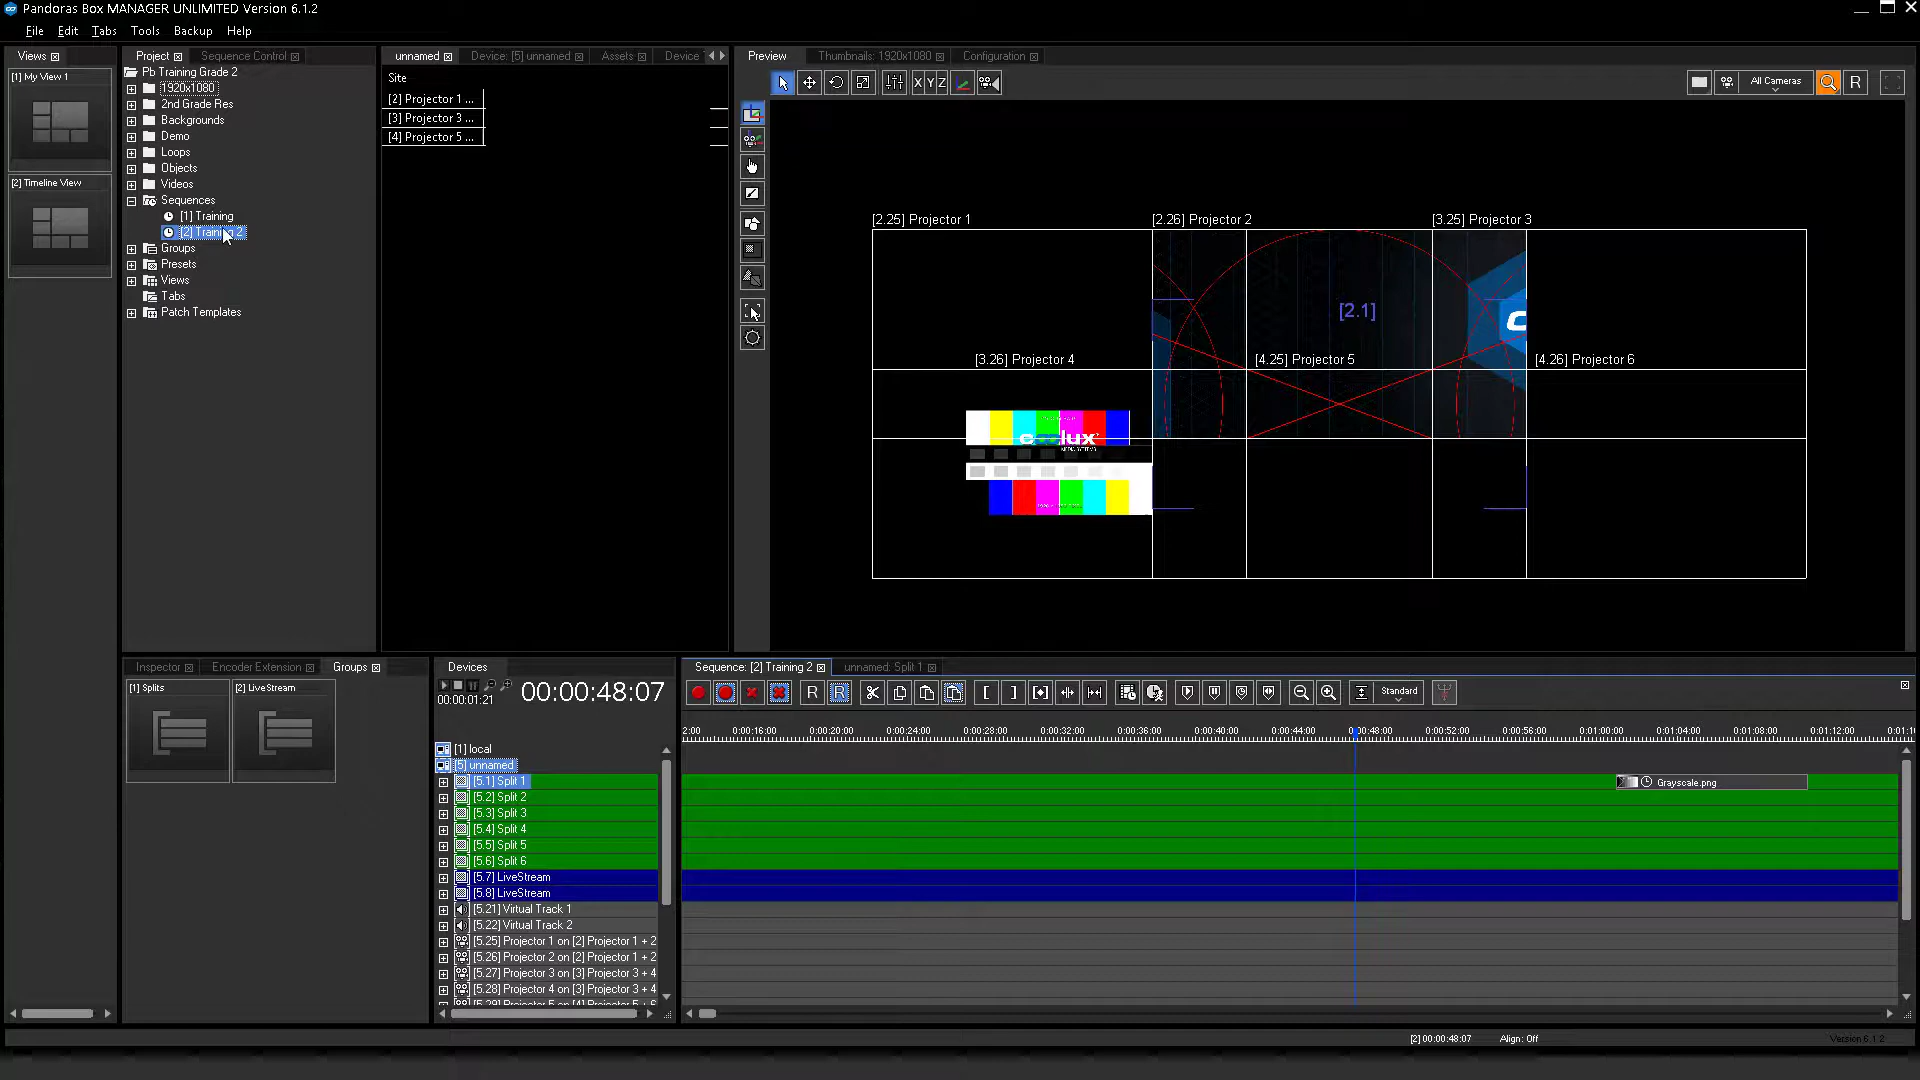 Pandoras Box MANAGER UNLIMITED Version 6.1.2
File Edit Tabs Tools Backup Help
Views
[1] My View 1
[2] Timeline View
Project Sequence Control
Pb Training Grade 2
1920x1080
2nd Grade Res
Backgrounds
Demo
Loops
Objects
Videos
Sequences
[1] Training
[2] Training 2
Groups
Presets
Views
Tabs
Patch Templates
unnamed Device: [5] unnamed Assets Device
Site
[2] Projector 1 ...
[3] Projector 3 ...
[4] Projector 5 ...
Preview Thumbnails: 1920x1080 Configuration
X Y Z All Cameras R
[2.25] Projector 1 [2.26] Projector 2 [3.25] Projector 3
[2.1]
[3.26] Projector 4 [4.25] Projector 5 [4.26] Projector 6
coolux
Inspector Encoder Extension Groups
[1] Splits [2] LiveStream
Devices
00:00:48:07
00:00:01:21
[1] local
[5] unnamed
[5.1] Split 1
[5.2] Split 2
[5.3] Split 3
[5.4] Split 4
[5.5] Split 5
[5.6] Split 6
[5.7] LiveStream
[5.8] LiveStream
[5.21] Virtual Track 1
[5.22] Virtual Track 2
[5.25] Projector 1 on [2] Projector 1 + 2
[5.26] Projector 2 on [2] Projector 1 + 2
[5.27] Projector 3 on [3] Projector 3 + 4
[5.28] Projector 4 on [3] Projector 3 + 4
Sequence: [2] Training 2 unnamed: Split 1
R R Standard
2:00 0:00:16:00 0:00:20:00 0:00:24:00 0:00:28:00 0:00:32:00 0:00:36:00 0:00:40:00 0:00:44:00 0:00:48:00 0:00:52:00 0:00:56:00 0:01:00:00 0:01:04:00 0:01:08:00 0:01:12:00 0:01:1
Grayscale.png
[2] 00:00:48:07 Align: Off Version 6.1.2